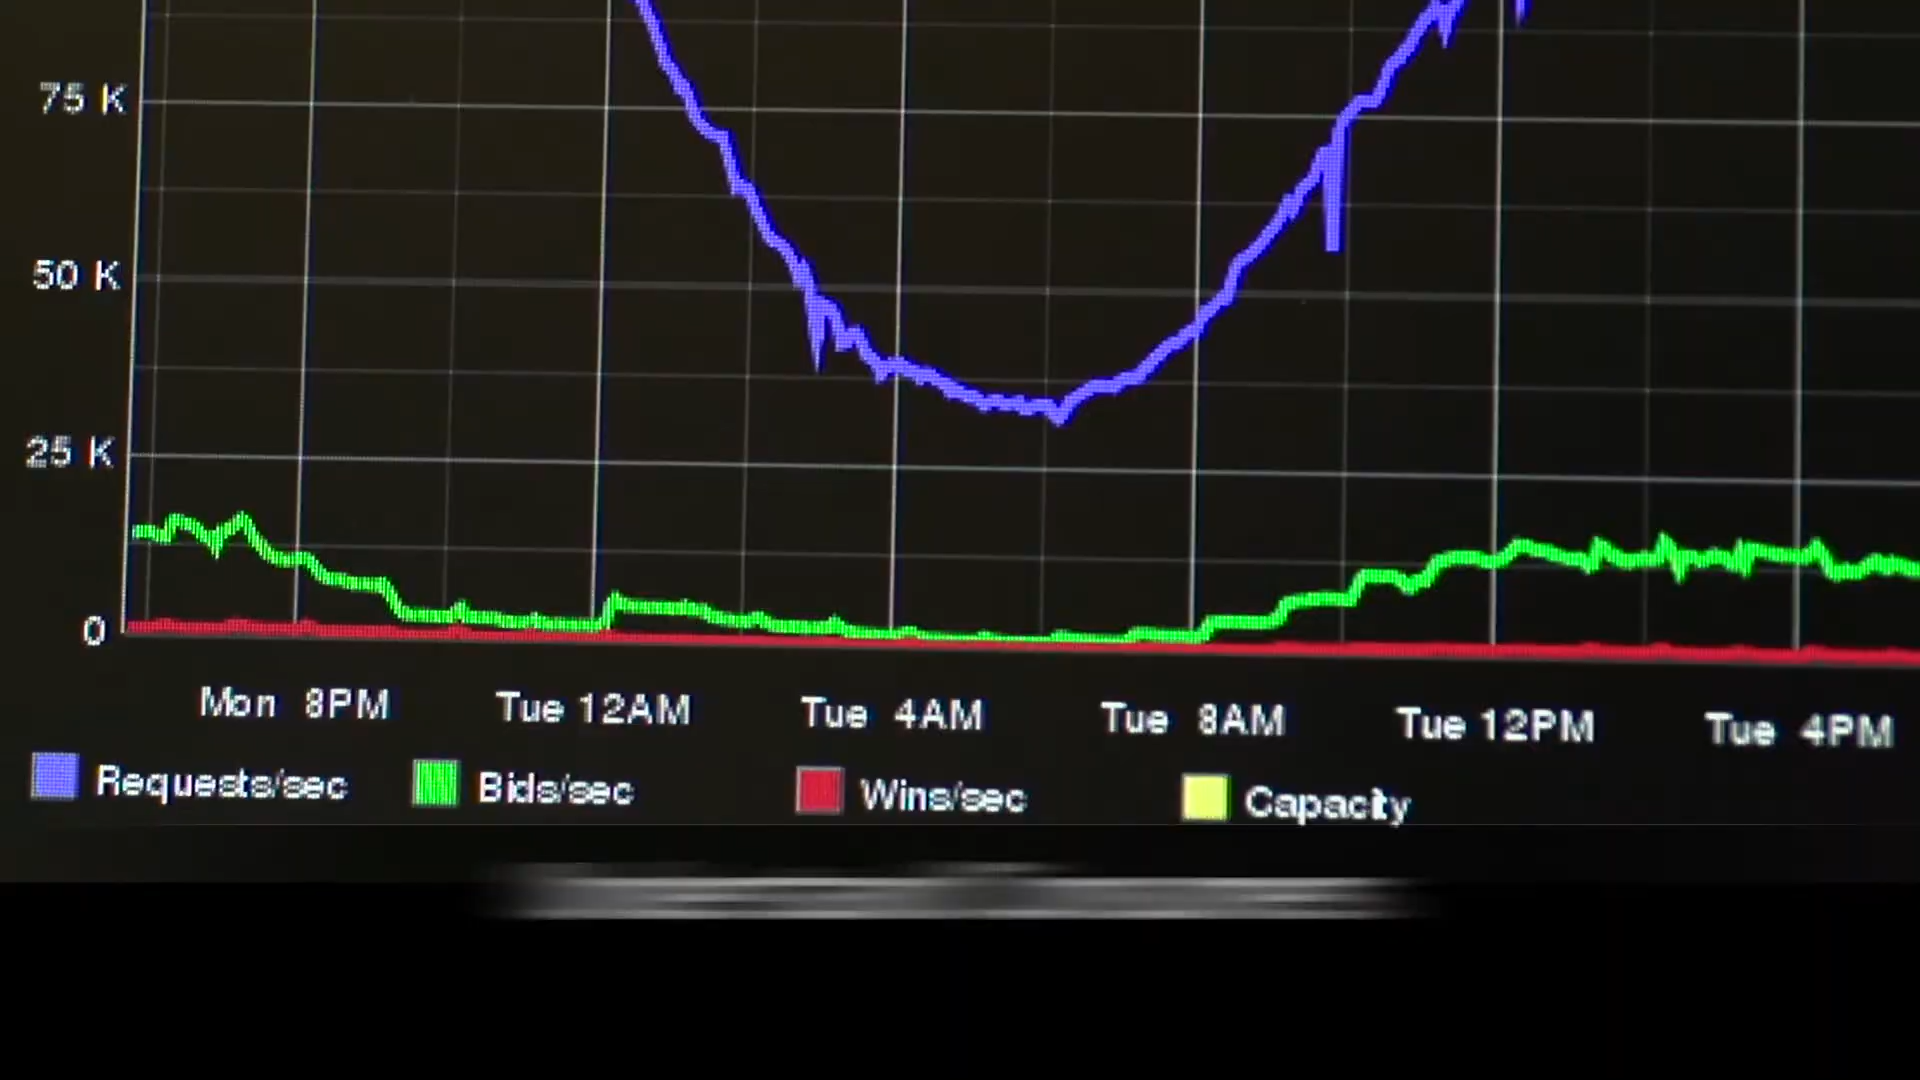 75 K
50 K
25 K
0
Mon 8PM Tue 12AM Tue 4AM Tue 8AM Tue 12PM Tue 4PM
Requests/sec Bids/sec Wins/sec Capacity